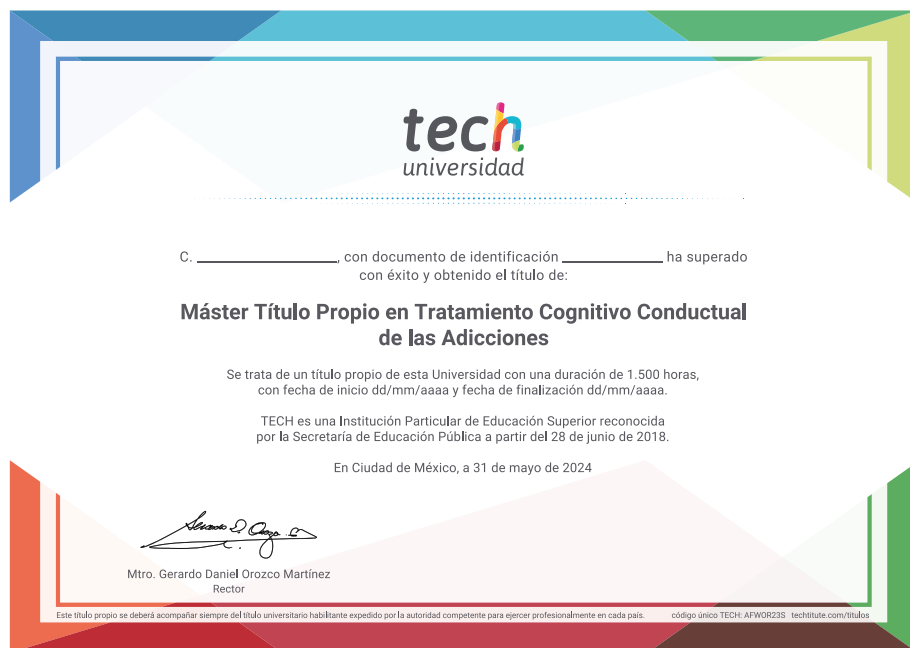 tech
universidad
C. ____________________, con documento de identificación ______________ ha superado
con éxito y obtenido el título de:
Máster Título Propio en Tratamiento Cognitivo Conductual
de las Adicciones
Se trata de un título propio de esta Universidad con una duración de 1.500 horas,
con fecha de inicio dd/mm/aaaa y fecha de finalización dd/mm/aaaa.
TECH es una Institución Particular de Educación Superior reconocida
por la Secretaría de Educación Pública a partir del 28 de junio de 2018.
En Ciudad de México, a 31 de mayo de 2024
Mtro. Gerardo Daniel Orozco Martínez
Rector
Este título propio se deberá acompañar siempre del título universitario habilitante expedido por la autoridad competente para ejercer profesionalmente en cada país. código único TECH: AFWOR23S techtitute.com/titulos